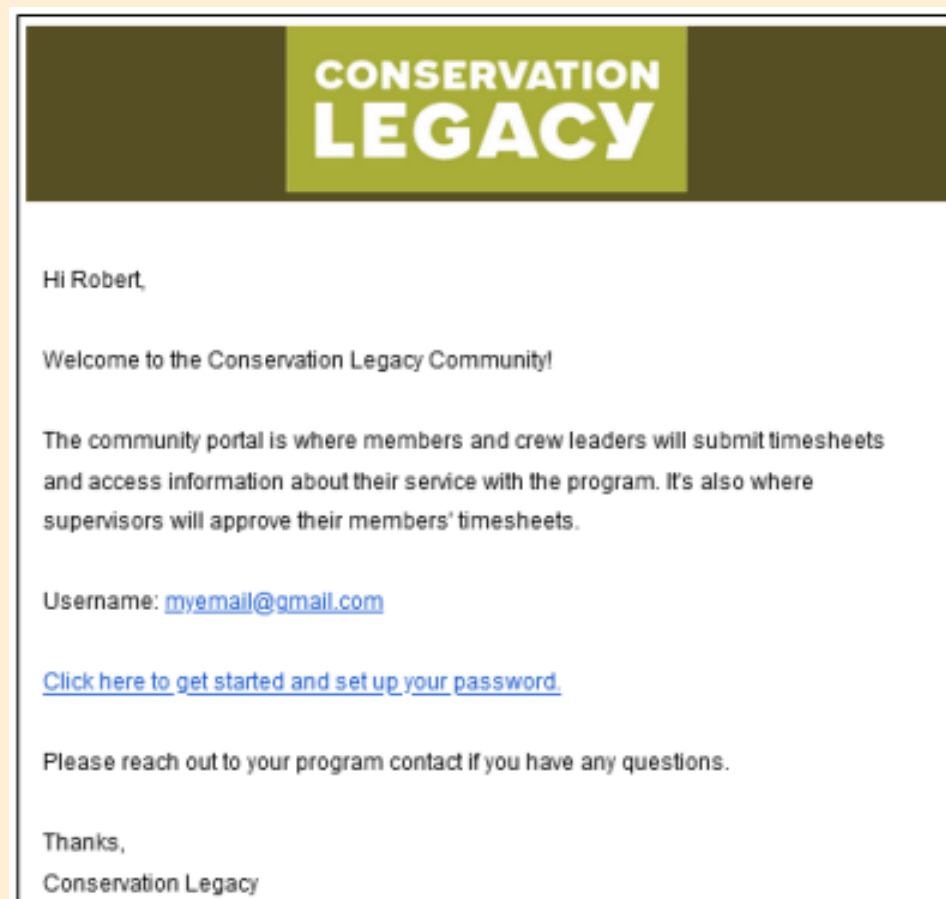 CONSERVATION
LEGACY
Hi Robert,
Welcome to the Conservation Legacy Community!
The community portal is where members and crew leaders will submit timesheets
and access information about their service with the program. It's also where
supervisors will approve their members' timesheets.
Username: myemail@gmail.com
Click here to get started and set up your password.
Please reach out to your program contact if you have any questions.
Thanks,
Conservation Legacy